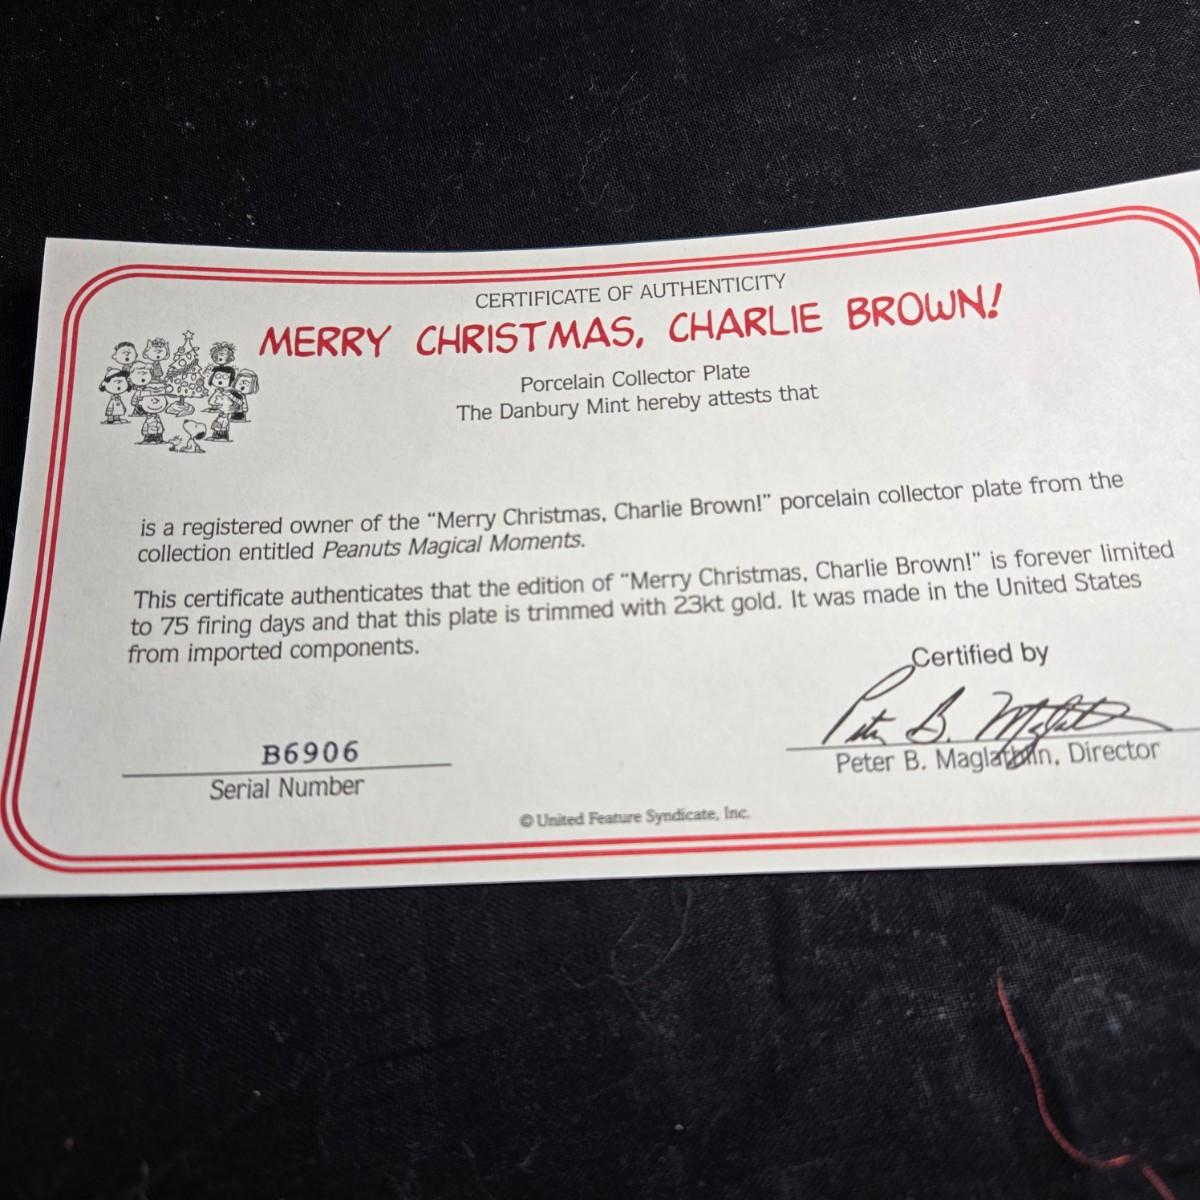 CERTIFICATE OF AUTHENTICITY
MERRY CHRISTMAS, CHARLIE BROWN!
Porcelain Collector Plate
The Danbury Mint hereby attests that
is a registered owner of the “Merry Christmas, Charlie Brown!” porcelain collector plate from the
collection entitled Peanuts Magical Moments.
This certificate authenticates that the edition of “Merry Christmas, Charlie Brown!” is forever limited
to 75 firing days and that this plate is trimmed with 23kt gold. It was made in the United States
from imported components.
Certified by
Peter B. Maglathlin
Peter B. Maglathlin, Director
B6906
Serial Number
© United Feature Syndicate, Inc.